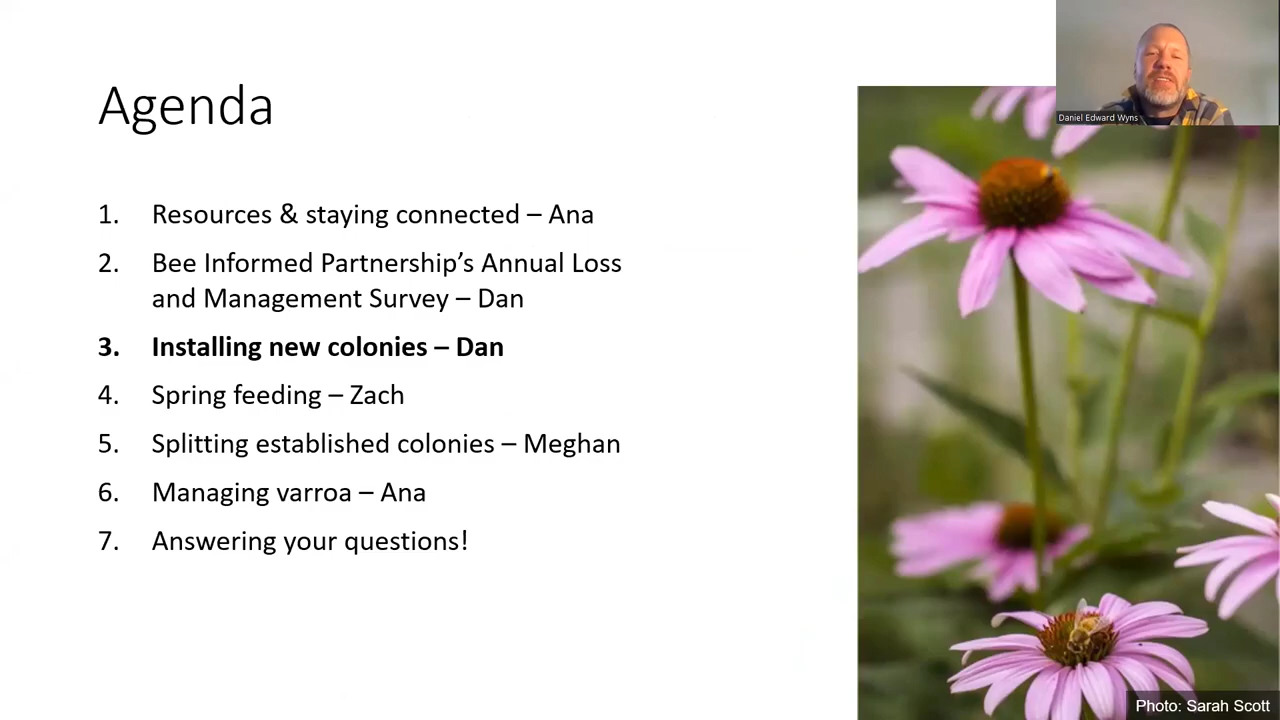 Agenda
Daniel Edward Wyns
1. Resources & staying connected – Ana
2. Bee Informed Partnership’s Annual Loss
and Management Survey – Dan
3. Installing new colonies – Dan
4. Spring feeding – Zach
5. Splitting established colonies – Meghan
6. Managing varroa – Ana
7. Answering your questions!
Photo: Sarah Scott